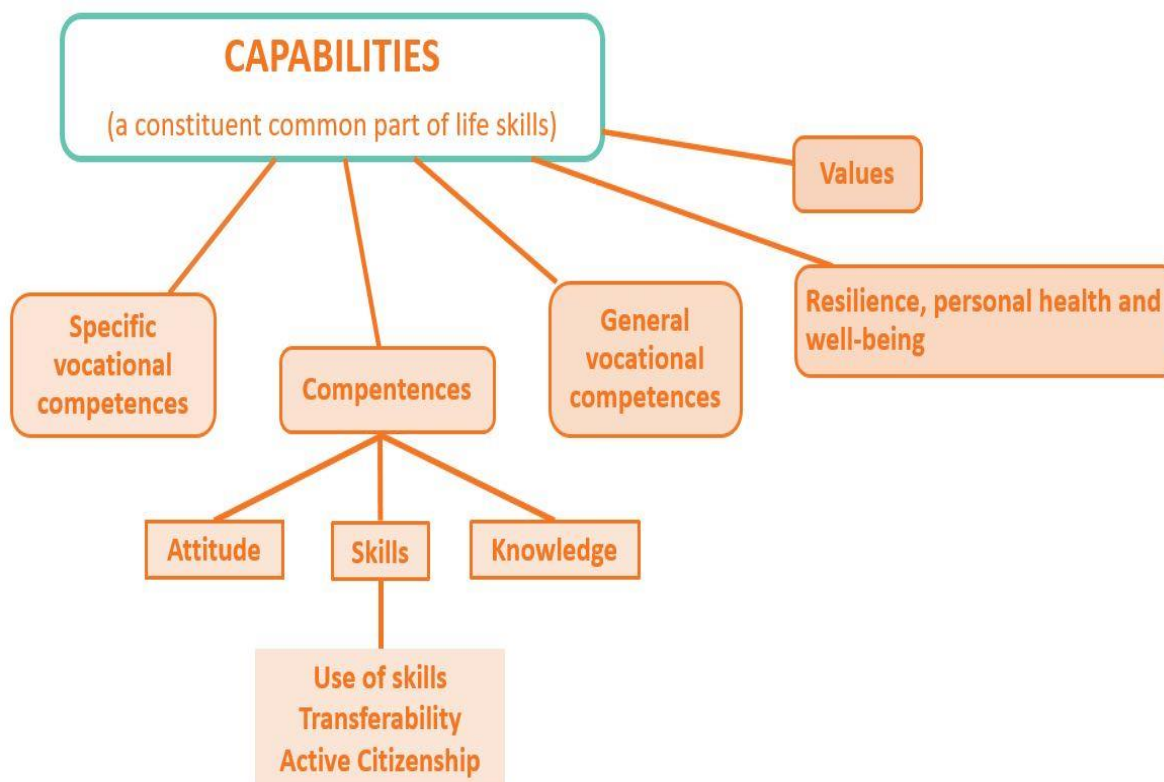 CAPABILITIES
(a constituent common part of life skills)
Values
Resilience, personal health and
well-being
Specific
vocational
competences
Compentences
General
vocational
competences
Attitude
Skills
Knowledge
Use of skills
Transferability
Active Citizenship